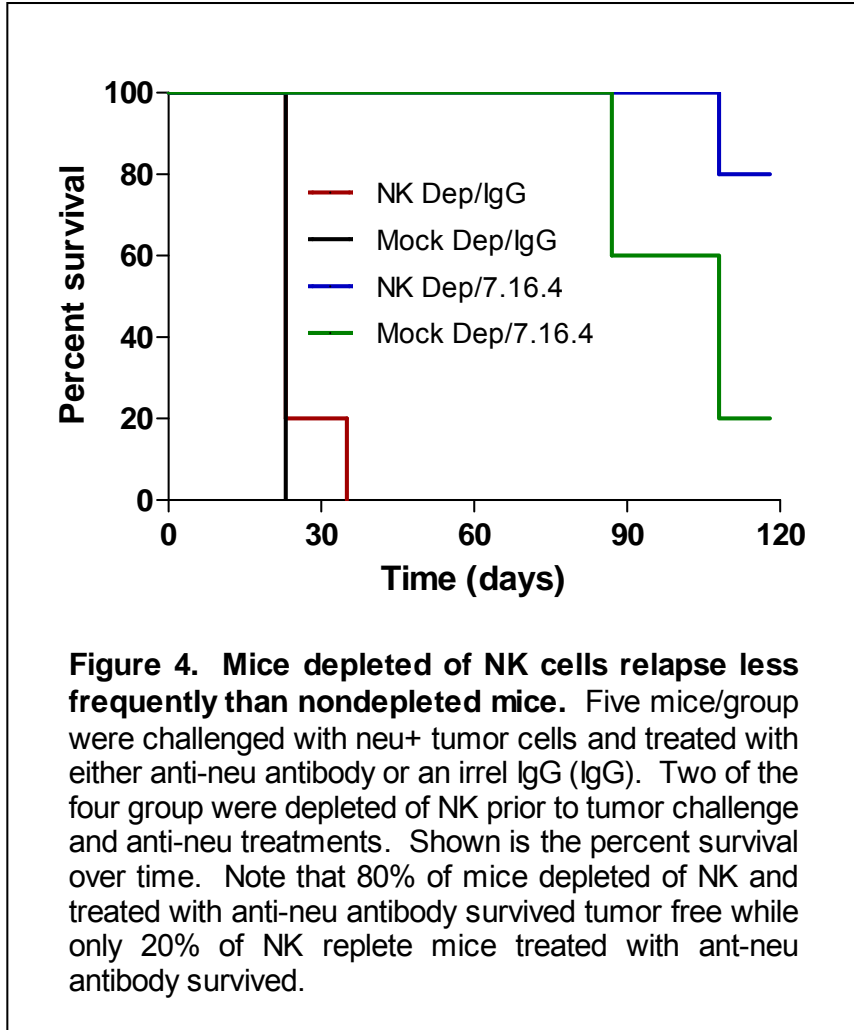 100
80
60
40
20
0
Percent survival
NK Dep/IgG
Mock Dep/IgG
NK Dep/7.16.4
Mock Dep/7.16.4
0 30 60 90 120
Time (days)
Figure 4. Mice depleted of NK cells relapse less
frequently than nondepleted mice. Five mice/group
were challenged with neu+ tumor cells and treated with
either anti-neu antibody or an irrel IgG (IgG). Two of the
four group were depleted of NK prior to tumor challenge
and anti-neu treatments. Shown is the percent survival
over time. Note that 80% of mice depleted of NK and
treated with anti-neu antibody survived tumor free while
only 20% of NK replete mice treated with ant-neu
antibody survived.